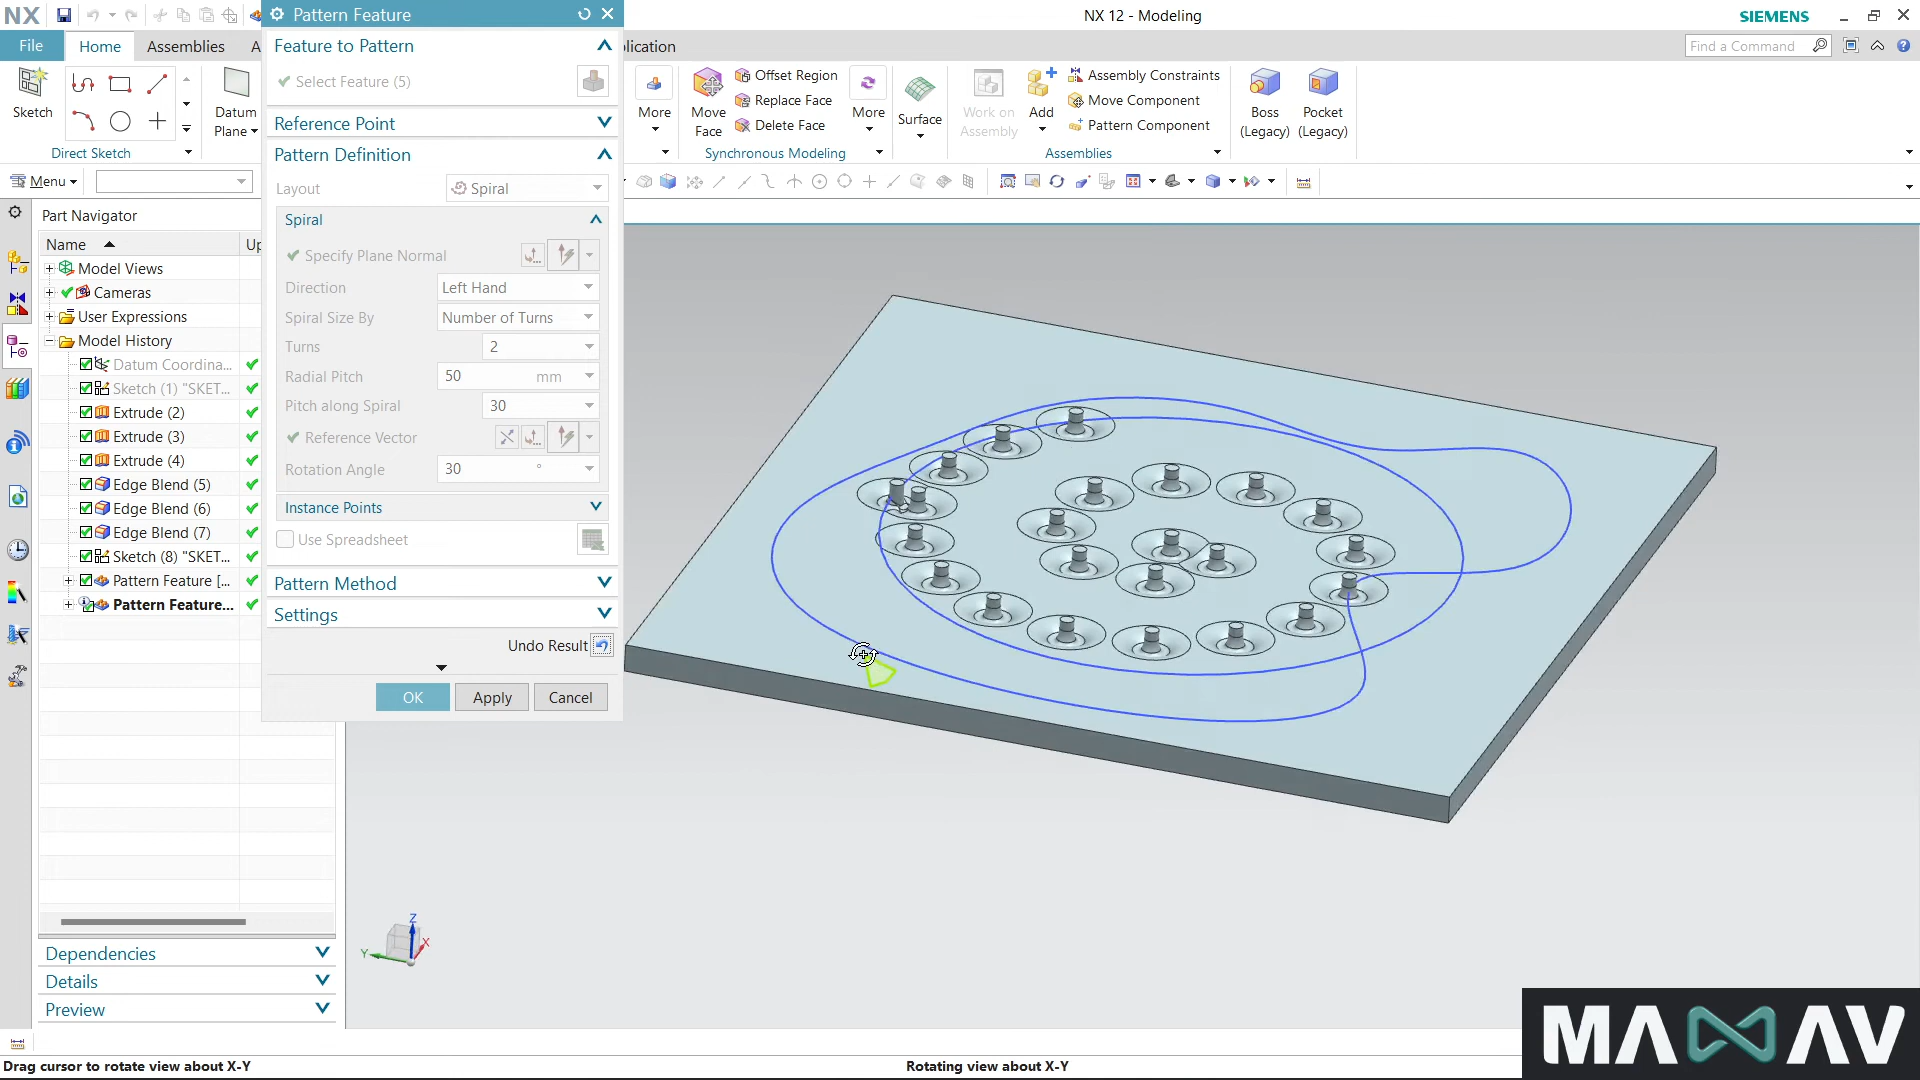 NX
Pattern Feature
NX 12 - Modeling
SIEMENS
File
Home
Assemblies
A
lication
Find a Command
Sketch
Datum
Plane
Direct Sketch
More
Move
Face
Offset Region
Replace Face
Delete Face
More
Synchronous Modeling
Surface
Work on
Assembly
Add
Assembly Constraints
Move Component
Pattern Component
Assemblies
Boss
(Legacy)
Pocket
(Legacy)
Menu
Part Navigator
Name
Up
Model Views
Cameras
User Expressions
Model History
Datum Coordina...
Sketch (1) "SKET...
Extrude (2)
Extrude (3)
Extrude (4)
Edge Blend (5)
Edge Blend (6)
Edge Blend (7)
Sketch (8) "SKET...
Pattern Feature [...
Pattern Feature...
Dependencies
Details
Preview
Feature to Pattern
Select Feature (5)
Reference Point
Pattern Definition
Layout
Spiral
Spiral
Specify Plane Normal
Direction
Left Hand
Spiral Size By
Number of Turns
Turns
2
Radial Pitch
50 mm
Pitch along Spiral
30
Reference Vector
Rotation Angle
30 °
Instance Points
Use Spreadsheet
Pattern Method
Settings
Undo Result
OK
Apply
Cancel
Z
Y
X
Drag cursor to rotate view about X-Y
Rotating view about X-Y
MANAV